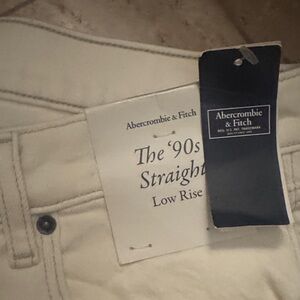 Abercrombie & Fitch
The '90s
Straight
Low Rise
Abercrombie
& Fitch